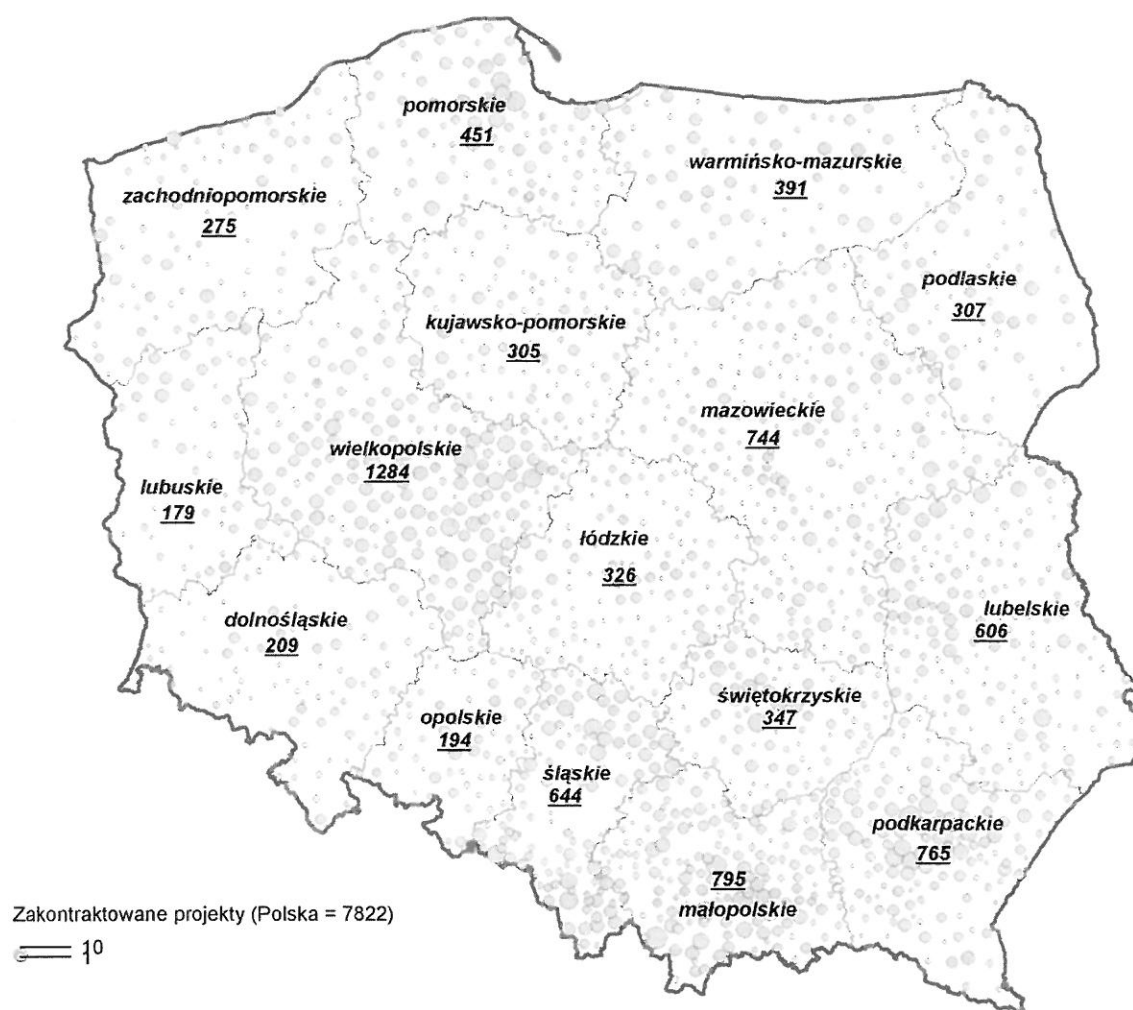 pomorskie
451
warmińsko-mazurskie
391
zachodniopomorskie
275
podlaskie
307
kujawsko-pomorskie
305
mazowieckie
744
wielkopolskie
1284
lubuskie
179
łódzkie
326
dolnośląskie
209
lubelskie
606
świętokrzyskie
347
opolskie
194
śląskie
644
podkarpackie
765
795
małopolskie
Zakontraktowane projekty (Polska = 7822)
10
1